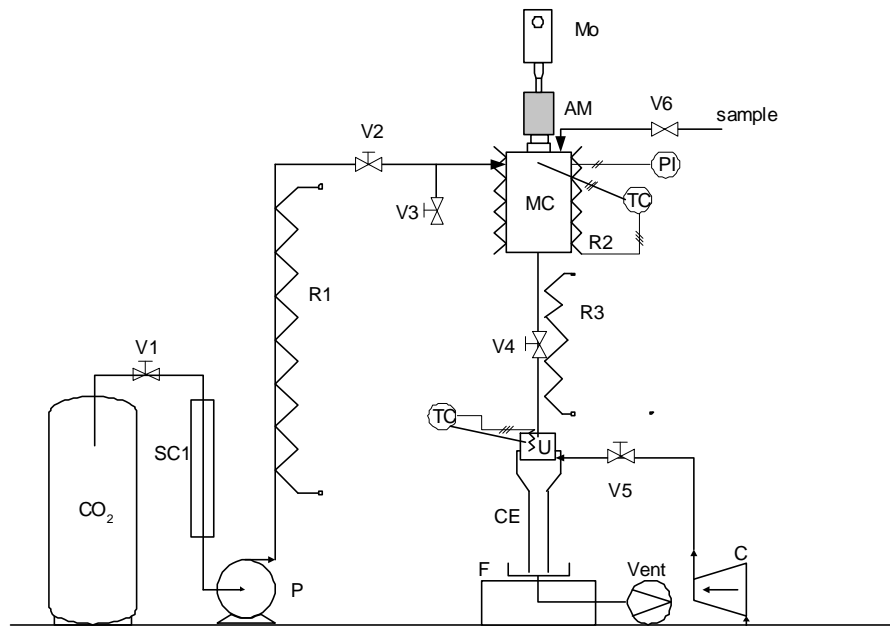 Mo
AM
V6
sample
V2
PI
MC
TC
V3
R2
R1
R3
V1
V4
TC
U
SC1
V5
CO₂
CE
F
Vent
C
P